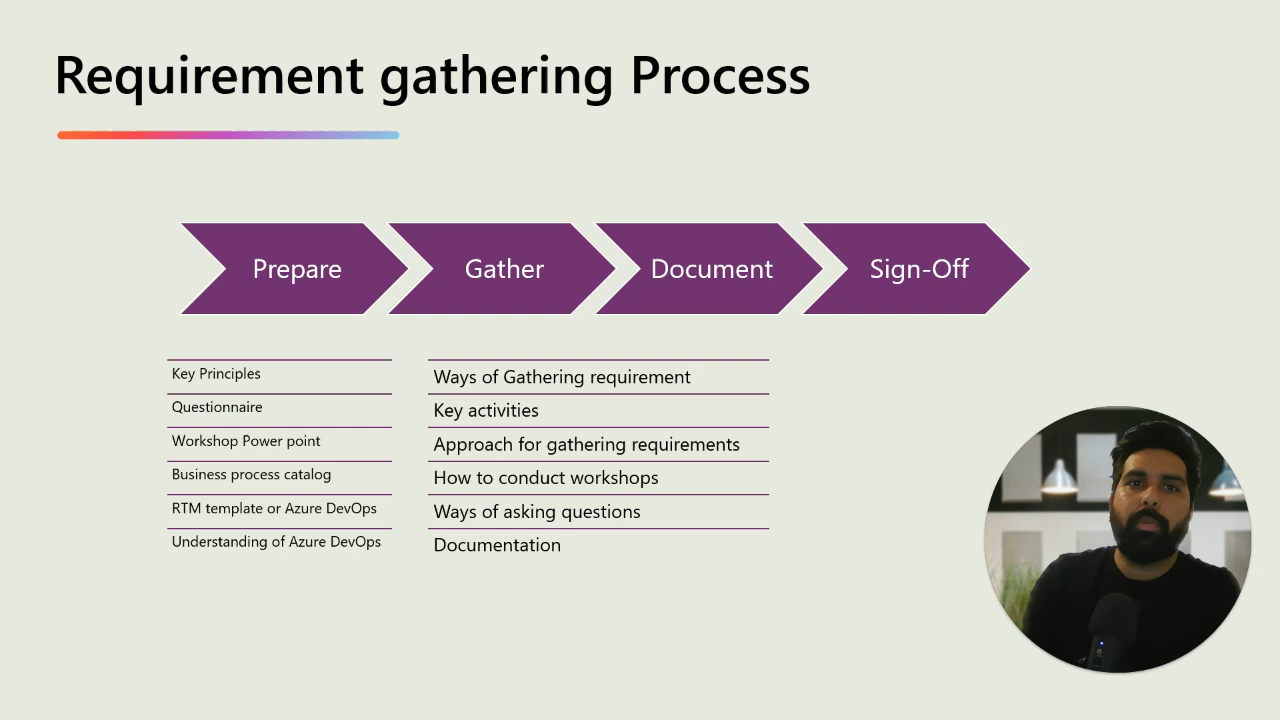 Requirement gathering Process
Prepare
Gather
Document
Sign-Off
Key Principles
Questionnaire
Workshop Power point
Business process catalog
RTM template or Azure DevOps
Understanding of Azure DevOps
Ways of Gathering requirement
Key activities
Approach for gathering requirements
How to conduct workshops
Ways of asking questions
Documentation